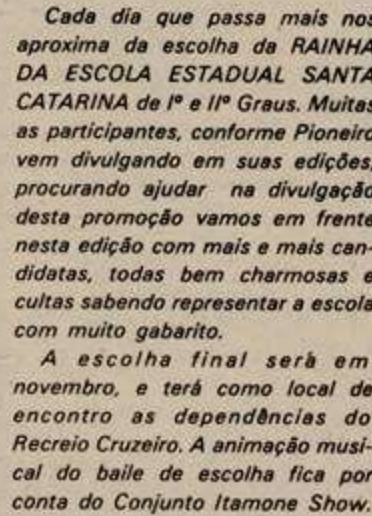 Cada dia que passa mais nos
aproxima da escolha da RAINHA
DA ESCOLA ESTADUAL SANTA
CATARINA de Iº e IIº Graus. Muitas
as participantes, conforme Pioneiro
vem divulgando em suas edições,
procurando ajudar na divulgação
desta promoção vamos em frente
nesta edição com mais e mais can-
didatas, todas bem charmosas e
cultas sabendo representar a escola
com muito gabarito.
A escolha final será em
novembro, e terá como local de
encontro as dependências do
Recreio Cruzeiro. A animação musi-
cal do baile de escolha fica por
conta do Conjunto Itamone Show.